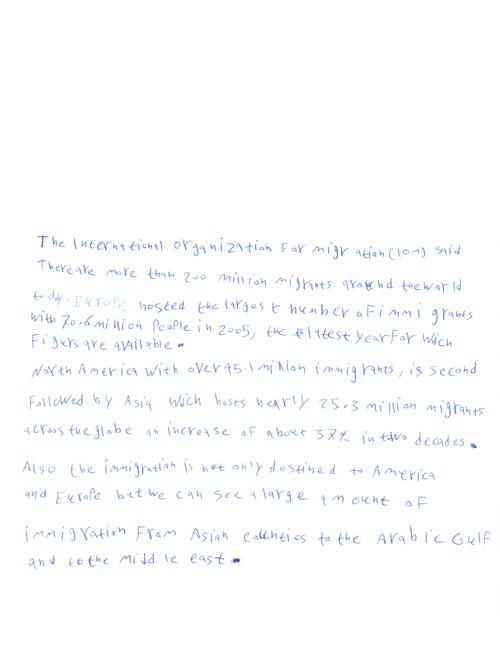 The International organization For migration (IOM) said
There are more than 200 million migrants around the world
today. Europe hosted the largest number of immigrants
with 70.6 million People in 2005, the latest year For wich
Figurs are available.
North America with over 45.1 million immigrants, is second
Followed by Asia wich hosts nearly 25.3 million migrants
across the globe an increase of about 37% in two decades.
Also the immigration is not only destined to America
and Europe but we can see a large amount of
immigration From Asian counties to the Arabic Gulf
and to the Middle east.